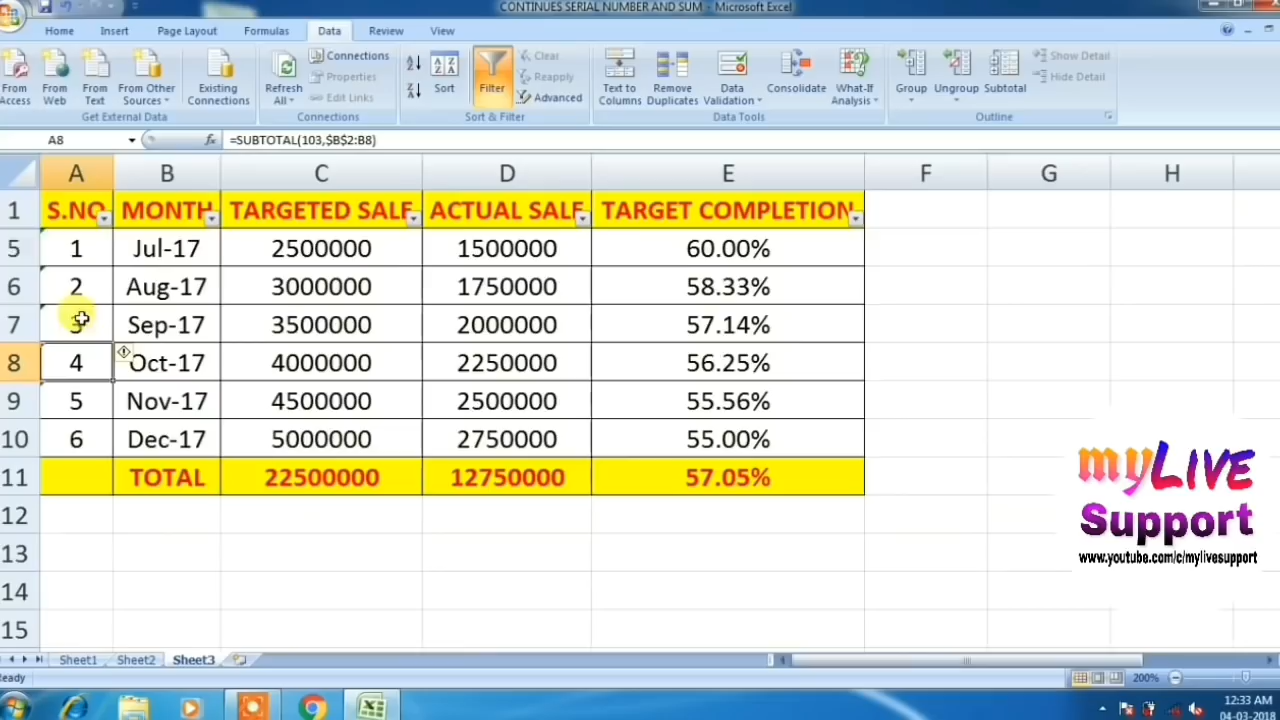 CONTINUES SERIAL NUMBER AND SUM - Microsoft Excel
Home Insert Page Layout Formulas Data Review View
From Access
From Web
From Text
From Other Sources
Existing Connections
Get External Data
Refresh All
Connections
Properties
Edit Links
Connections
Sort
Filter
Clear
Reapply
Advanced
Sort & Filter
Text to Columns
Remove Duplicates
Data Validation
Consolidate
What-If Analysis
Data Tools
Group
Ungroup
Subtotal
Show Detail
Hide Detail
Outline
A8 fx =SUBTOTAL(103,$B$2:B8)
A B C D E F G H
1 S.NO MONTH TARGETED SALE ACTUAL SALE TARGET COMPLETION
5 1 Jul-17 2500000 1500000 60.00%
6 2 Aug-17 3000000 1750000 58.33%
7 3 Sep-17 3500000 2000000 57.14%
8 4 Oct-17 4000000 2250000 56.25%
9 5 Nov-17 4500000 2500000 55.56%
10 6 Dec-17 5000000 2750000 55.00%
11 TOTAL 22500000 12750000 57.05%
12
13
14
15
myLIVE
Support
www.youtube.com/c/mylivesupport
Sheet1 Sheet2 Sheet3
eady 200%
12:33 AM
04-03-2018